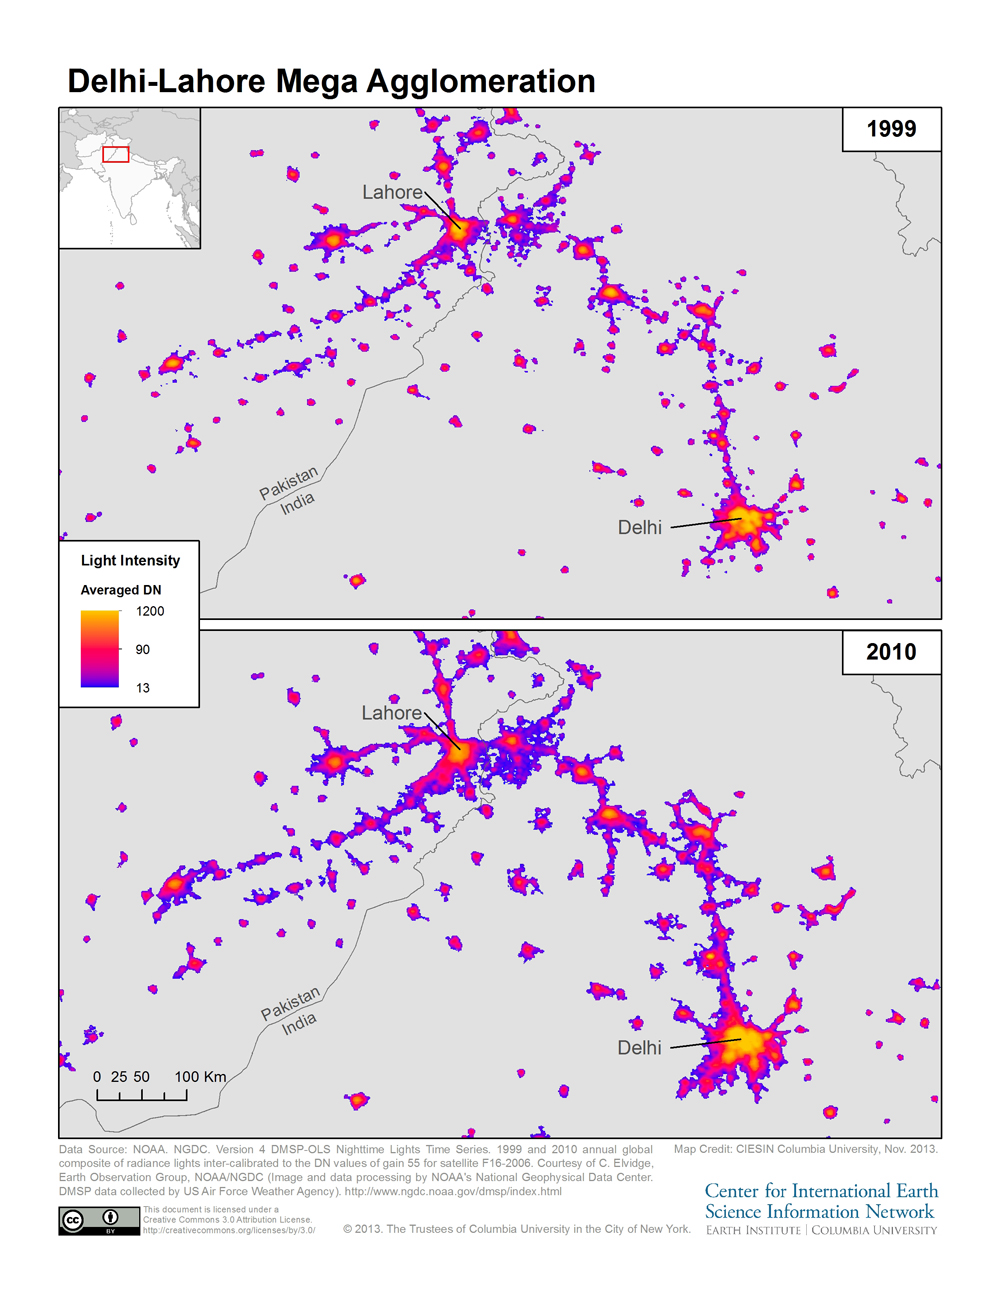 Delhi-Lahore Mega Agglomeration
1999
Lahore
Pakistan
India
Delhi
Light Intensity
Averaged DN
1200
90
13
2010
Lahore
Pakistan
India
Delhi
0 25 50 100 Km
Data Source: NOAA. NGDC. Version 4 DMSP-OLS Nighttime Lights Time Series. 1999 and 2010 annual global
composite of radiance lights inter-calibrated to the DN values of gain 55 for satellite F16-2006. Courtesy of C. Elvidge,
Earth Observation Group, NOAA/NGDC (Image and data processing by NOAA's National Geophysical Data Center.
DMSP data collected by US Air Force Weather Agency). http://www.ngdc.noaa.gov/dmsp/index.html
Map Credit: CIESIN Columbia University, Nov. 2013.
Center for International Earth
Science Information Network
EARTH INSTITUTE | COLUMBIA UNIVERSITY
cc
BY
This document is licensed under a
Creative Commons 3.0 Attribution License.
http://creativecommons.org/licenses/by/3.0/
© 2013. The Trustees of Columbia University in the City of New York.